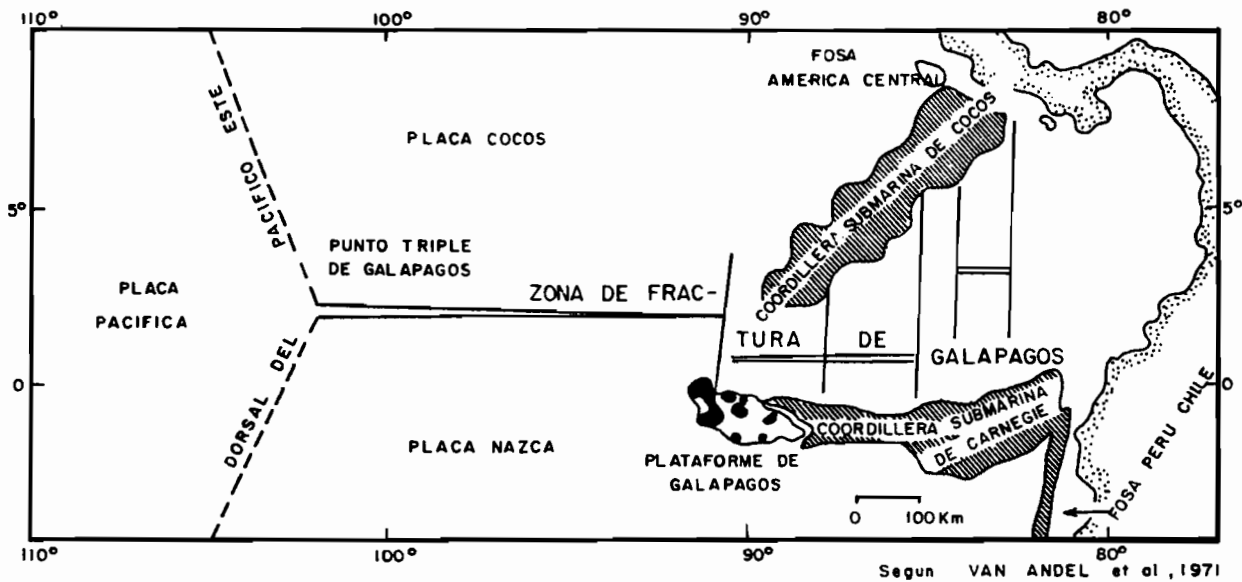 110°
100°
90°
80°
FOSA
AMERICA CENTRAL
PACIFICO ESTE
PLACA COCOS
COORDILLERA SUBMARINA DE COCOS
5°
5°
PUNTO TRIPLE
DE GALAPAGOS
PLACA
PACIFICA
ZONA DE FRAC-
TURA DE GALAPAGOS
DORSAL DEL
0
0°
PLACA NAZCA
COORDILLERA SUBMARINA
DE CARNEGIE
PLATAFORME DE
GALAPAGOS
FOSA PERU CHILE
0 100 Km
110°
100°
90°
80°
Segun VAN ANDEL et al, 1971